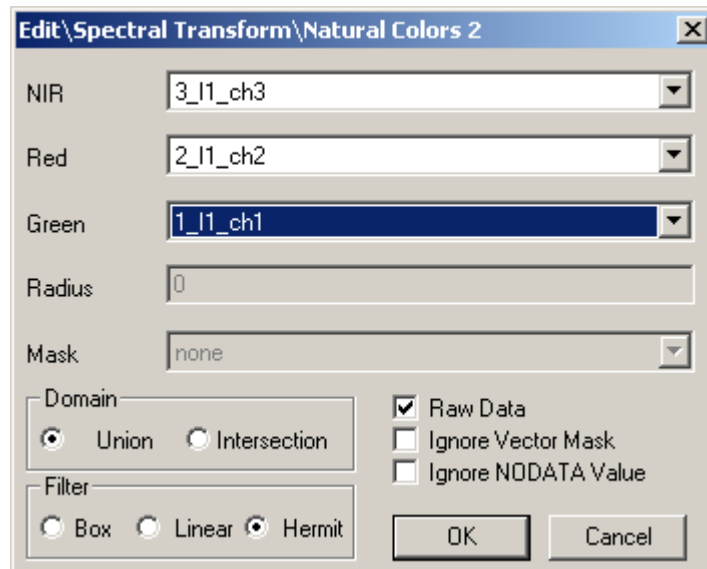 Edit\Spectral Transform\Natural Colors 2
NIR 3_l1_ch3
Red 2_l1_ch2
Green 1_l1_ch1
Radius 0
Mask none
Domain
Union Intersection
Raw Data
Ignore Vector Mask
Ignore NODATA Value
Filter
Box Linear Hermit
OK Cancel